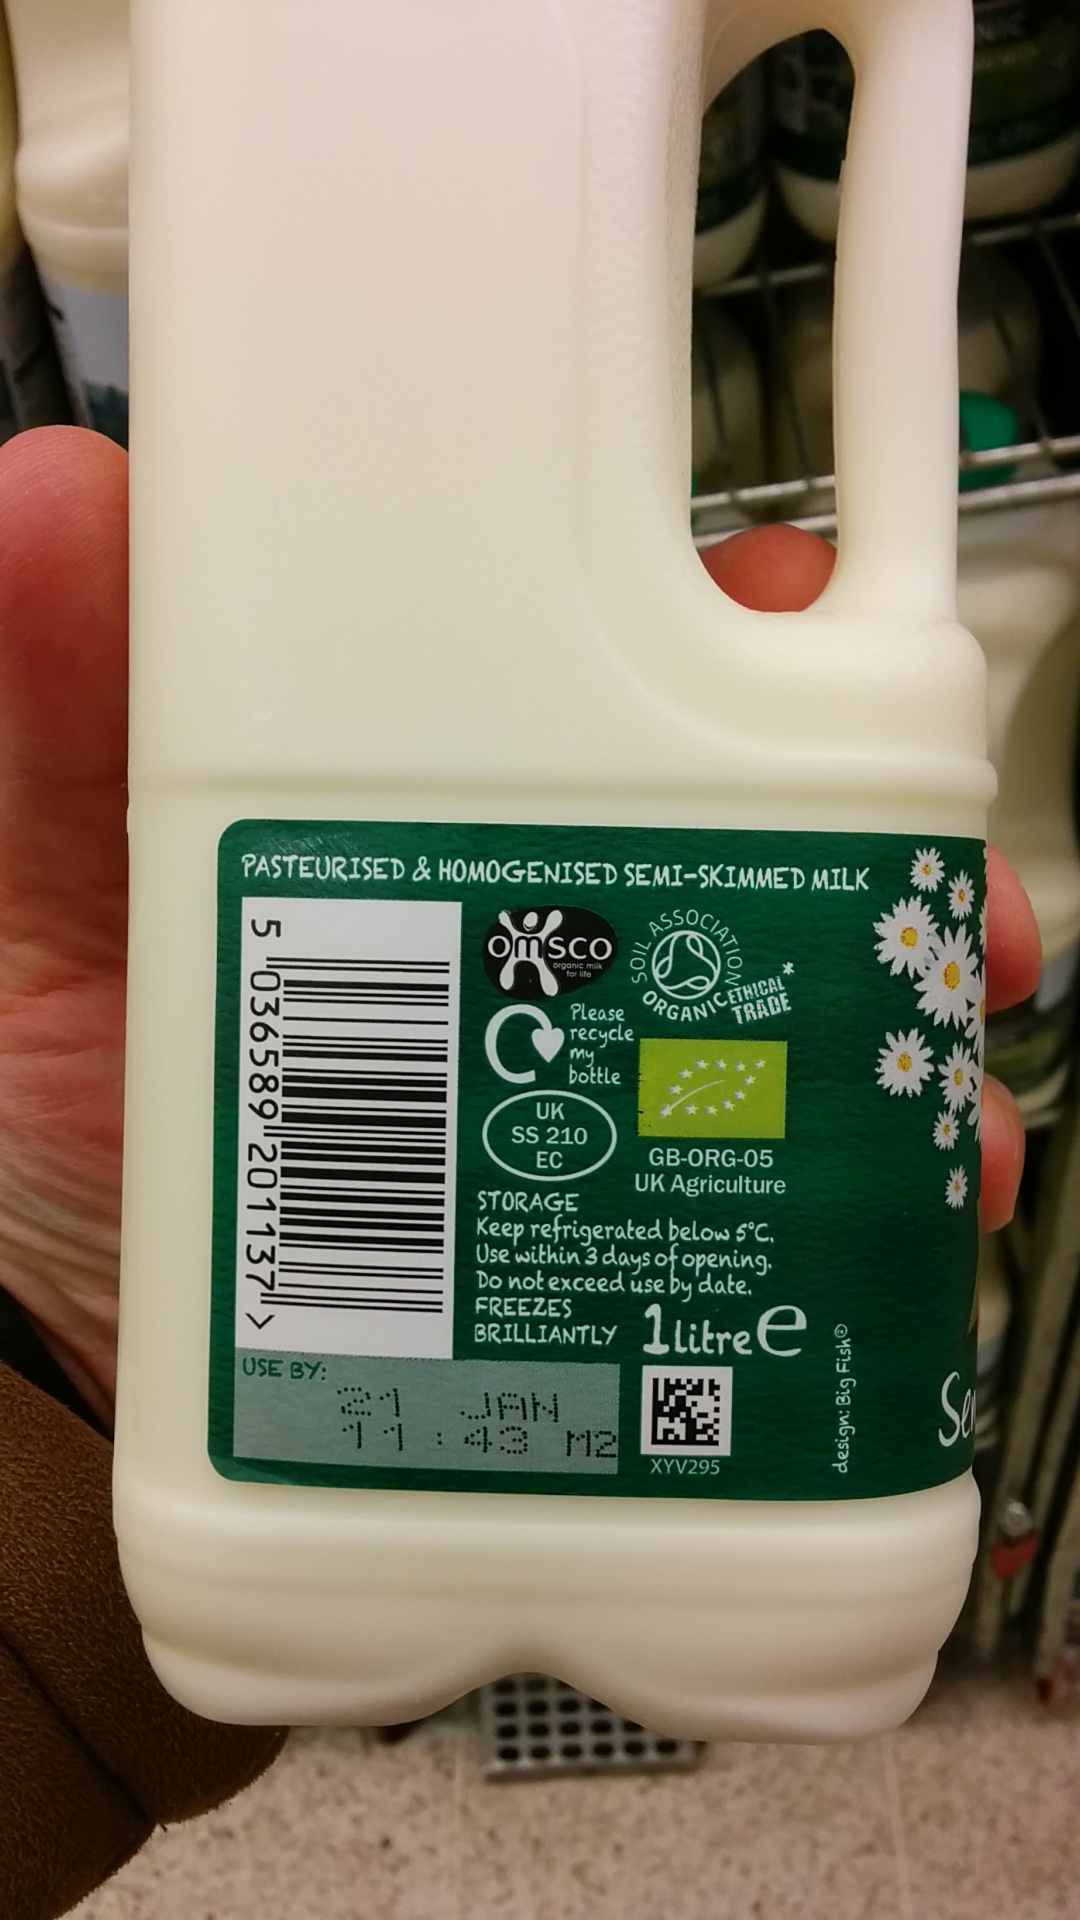 PASTEURISED & HOMOGENISED SEMI-SKIMMED MILK
5 036589 201137 >
omsco
organic milk
for life
SOIL ASSOCIATION
ORGANIC
ETHICAL
TRADE
*
Please
recycle
my
bottle
UK
SS 210
EC
GB-ORG-05
UK Agriculture
STORAGE
Keep refrigerated below 5°C.
Use within 3 days of opening.
Do not exceed use by date.
FREEZES
BRILLIANTLY
1 litre e
USE BY:
21 JAN
11 : 43 M2
XYV295
design: Big Fish®